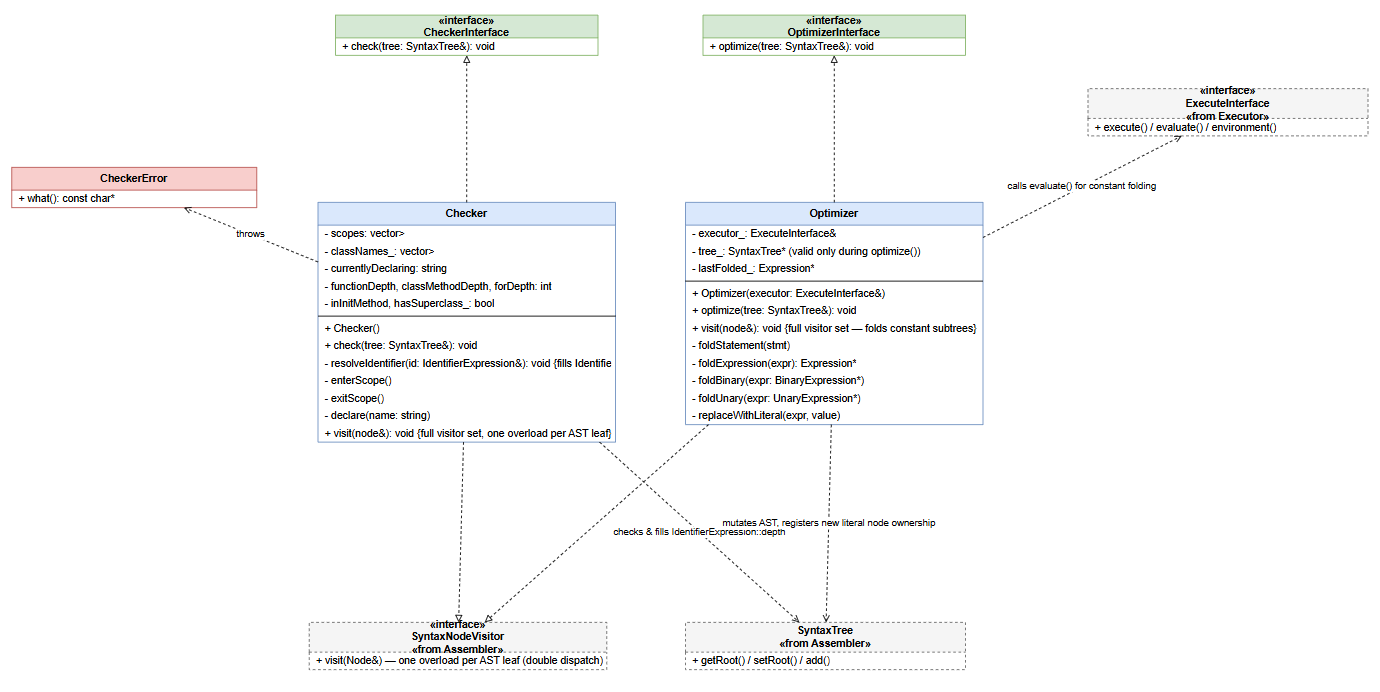 «interface»
CheckerInterface
+ check(tree: SyntaxTree&): void
«interface»
OptimizerInterface
+ optimize(tree: SyntaxTree&): void
«interface»
ExecuteInterface
«from Executor»
+ execute() / evaluate() / environment()
calls evaluate() for constant folding
CheckerError
+ what(): const char*
throws
Checker
- scopes: vector>
- classNames_: vector>
- currentlyDeclaring: string
- functionDepth, classMethodDepth, forDepth: int
- inInitMethod, hasSuperclass_: bool
+ Checker()
+ check(tree: SyntaxTree&): void
- resolveIdentifier(id: IdentifierExpression&): void {fills Identifie
- enterScope()
- exitScope()
- declare(name: string)
+ visit(node&): void {full visitor set, one overload per AST leaf}
Optimizer
- executor_: ExecuteInterface&
- tree_: SyntaxTree* (valid only during optimize())
- lastFolded_: Expression*
+ Optimizer(executor: ExecuteInterface&)
+ optimize(tree: SyntaxTree&): void
+ visit(node&): void {full visitor set — folds constant subtrees}
- foldStatement(stmt)
- foldExpression(expr): Expression*
- foldBinary(expr: BinaryExpression*)
- foldUnary(expr: UnaryExpression*)
- replaceWithLiteral(expr, value)
mutates AST, registers new literal node ownership
checks & fills IdentifierExpression::depth
«interface»
SyntaxNodeVisitor
«from Assembler»
+ visit(Node&) — one overload per AST leaf (double dispatch)
SyntaxTree
«from Assembler»
+ getRoot() / setRoot() / add()